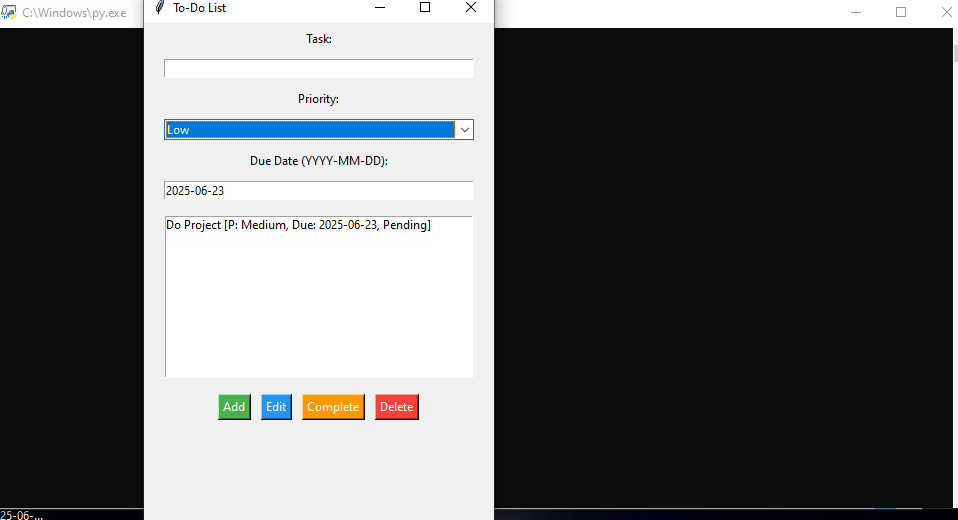 C:\Windows\py.exe
To-Do List
Task:
Priority:
Low
Due Date (YYYY-MM-DD):
2025-06-23
Do Project [P: Medium, Due: 2025-06-23, Pending]
Add Edit Complete Delete
25-06-...